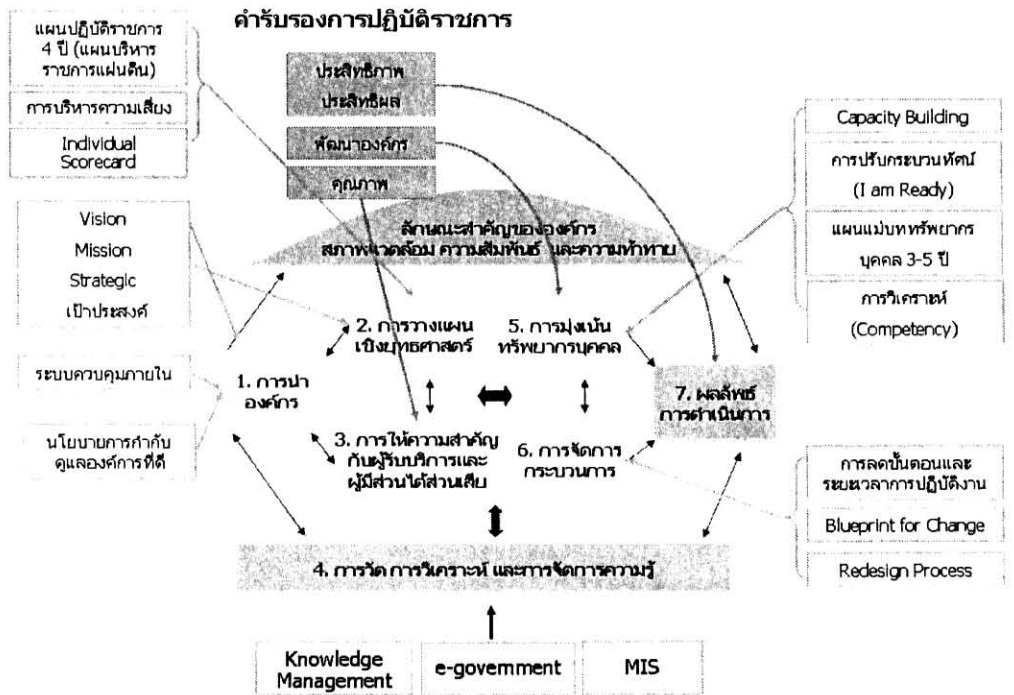 คำรับรองการปฏิบัติราชการ
แผนปฏิบัติราชการ
4 ปี (แผนบริหาร
ราชการแผ่นดิน)
การบริหารความเสี่ยง
Individual
Scorecard
ประสิทธิภาพ
ประสิทธิผล
พัฒนาองค์กร
คุณภาพ
Vision
Mission
Strategic
เป้าประสงค์
ระบบควบคุมภายใน
นโยบายการกำกับ
ดูแลองค์การที่ดี
ลักษณะสำคัญขององค์กร
สภาพแวดล้อม ความสัมพันธ์ และความท้าทาย
1. การนำ
องค์กร
2. การวางแผน
เชิงยุทธศาสตร์
3. การให้ความสำคัญ
กับผู้รับบริการและ
ผู้มีส่วนได้ส่วนเสีย
5. การมุ่งเน้น
ทรัพยากรบุคคล
6. การจัดการ
กระบวนการ
7. ผลลัพธ์
การดำเนินการ
4. การวัด การวิเคราะห์ และการจัดการความรู้
Capacity Building
การปรับกระบวนทัศน์
(I am Ready)
แผนแม่บททรัพยากร
บุคคล 3-5 ปี
การวิเคราะห์
(Competency)
การลดขั้นตอนและ
ระยะเวลาการปฏิบัติงาน
Blueprint for Change
Redesign Process
Knowledge
Management
e-government
MIS